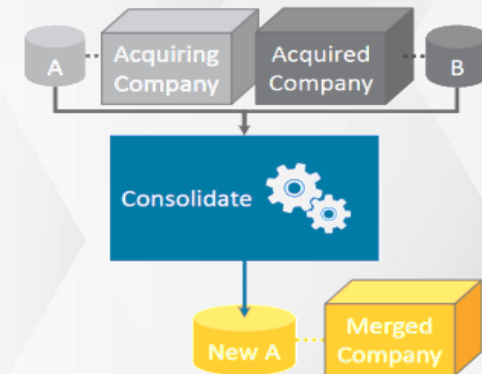 A
Acquiring
Company
Acquired
Company
B
Consolidate
New A
Merged
Company